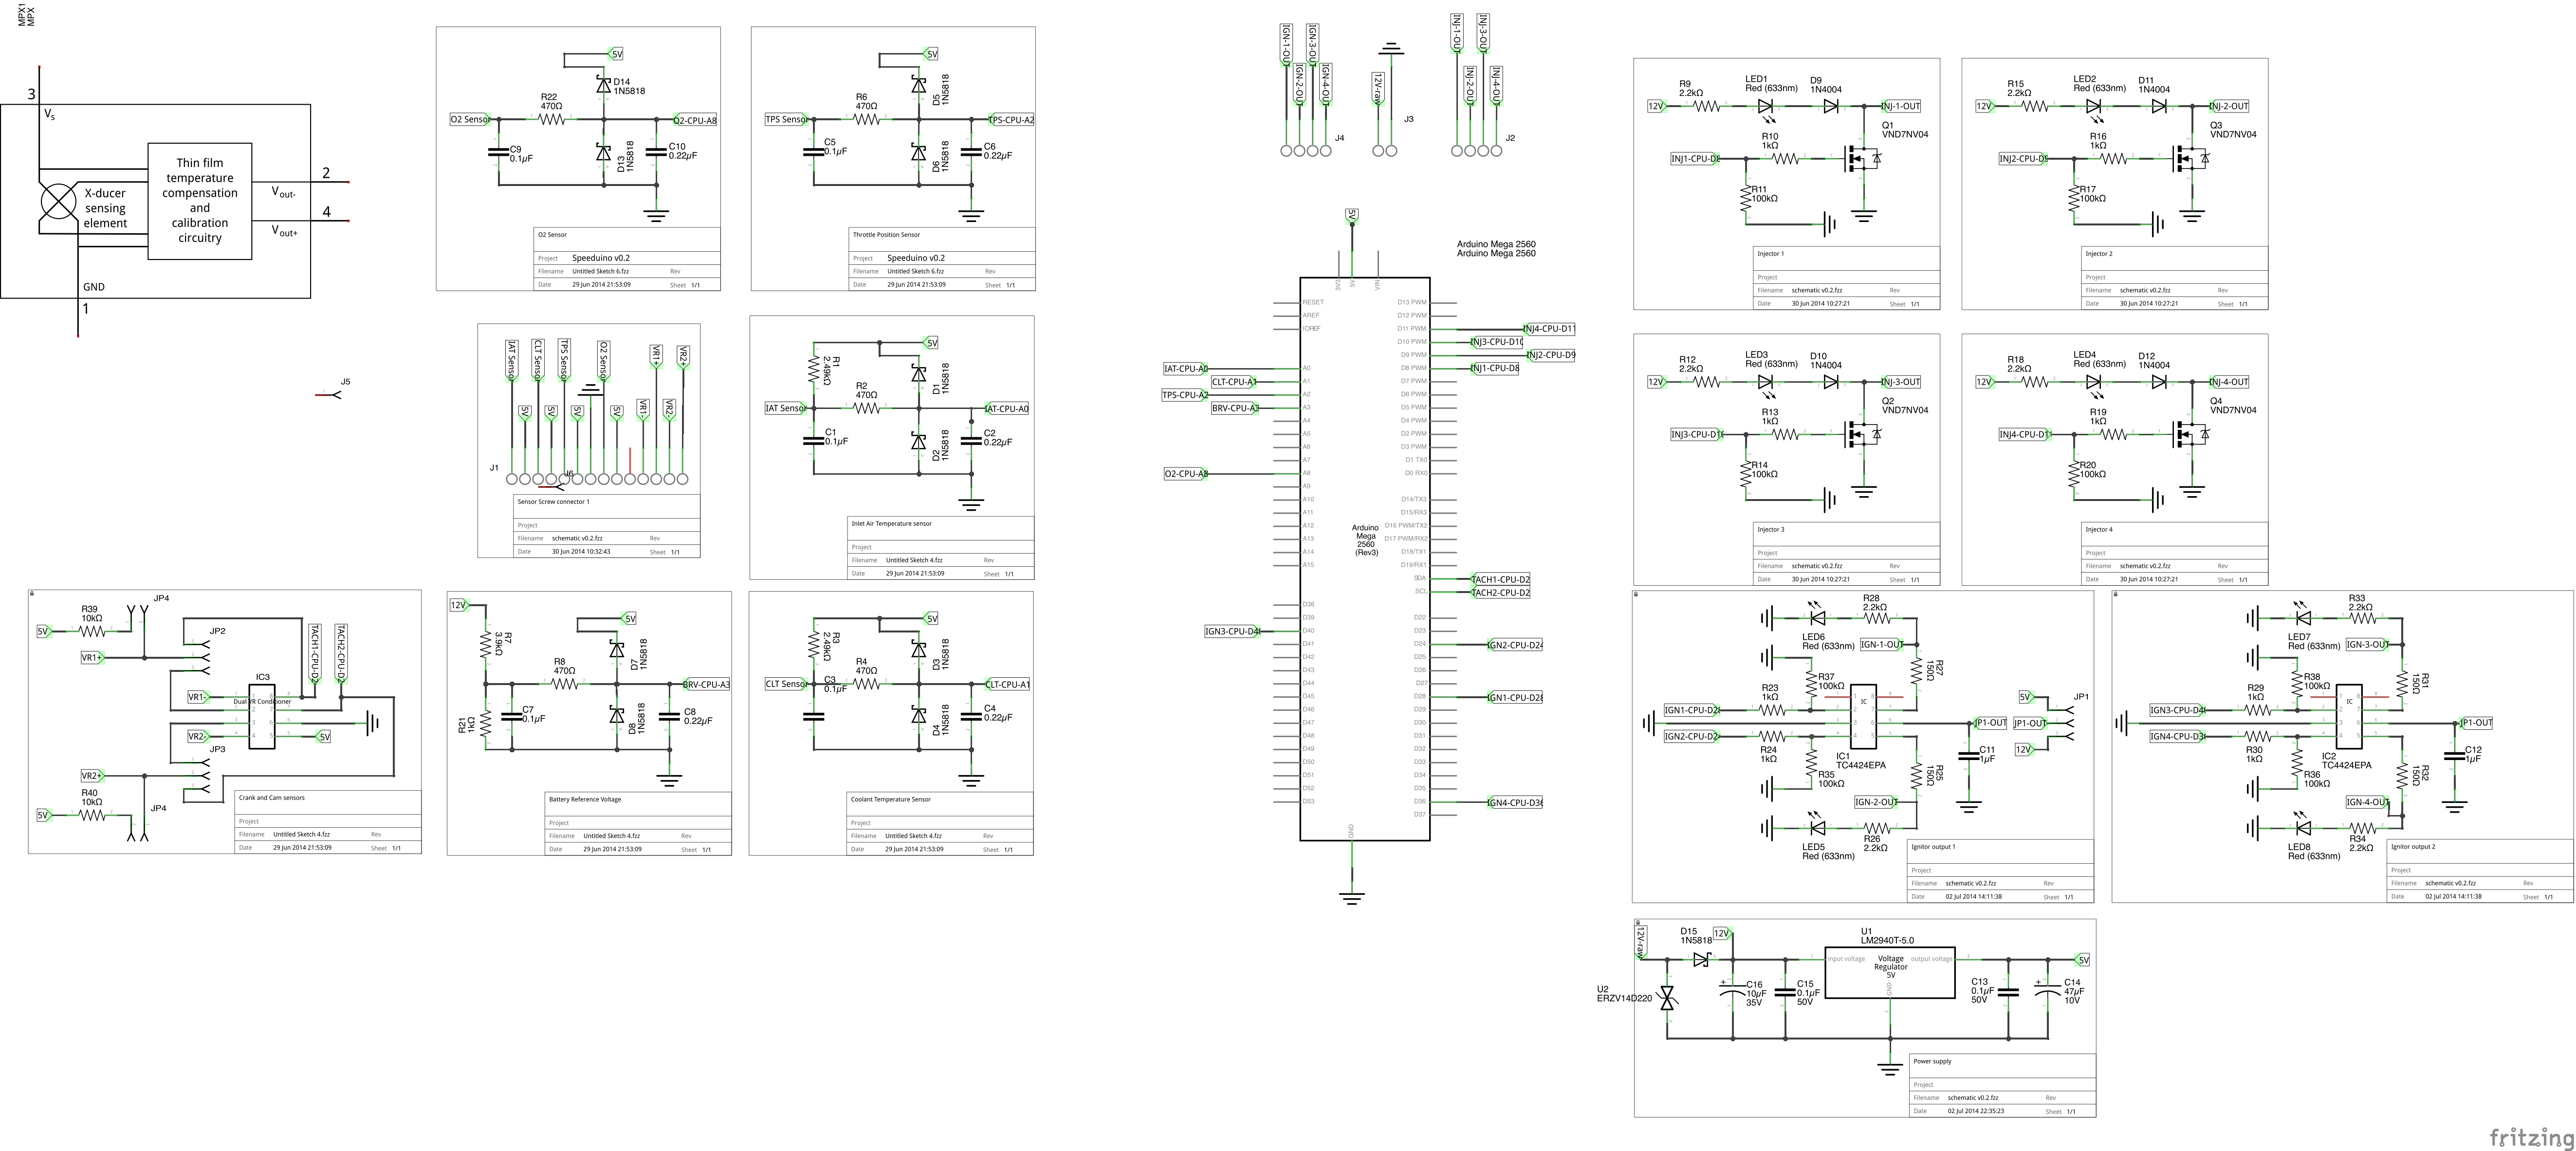 MPX1
MPX
3
Vs
Thin film
temperature
compensation
and
calibration
circuitry
X-ducer
sensing
element
2
Vout-
4
Vout+
GND
1
J5
5V
D14
1N5818
R22
470Ω
O2 Sensor
O2-CPU-A8
C9
0.1µF
D13
1N5818
C10
0.22µF
O2 Sensor
Project Speeduino v0.2
Filename Untitled Sketch 6.fzz Rev
Date 29 Jun 2014 21:53:09 Sheet 1/1
5V
D5
1N5818
R6
470Ω
TPS Sensor
TPS-CPU-A2
C5
0.1µF
D6
1N5818
C6
0.22µF
Throttle Position Sensor
Project Speeduino v0.2
Filename Untitled Sketch 6.fzz Rev
Date 29 Jun 2014 21:53:09 Sheet 1/1
IAT Sensor
CLT Sensor
TPS Sensor
O2 Sensor
VR1+
VR2+
5V
5V
5V
5V
VR1-
VR2-
J1
J6
Sensor Screw connector 1
Project
Filename schematic v0.2.fzz Rev
Date 30 Jun 2014 10:32:43 Sheet 1/1
5V
R1
2.49kΩ
D1
1N5818
R2
470Ω
IAT Sensor
IAT-CPU-A0
C1
0.1µF
D2
1N5818
C2
0.22µF
Inlet Air Temperature sensor
Project
Filename Untitled Sketch 4.fzz Rev
Date 29 Jun 2014 21:53:09 Sheet 1/1
R39
10kΩ
JP4
5V
JP2
VR1+
TACH1-CPU-D2
TACH2-CPU-D2
IC3
VR1-
Dual VR Conditioner
1 2 3 4 5 6 7 8
VR2-
5V
JP3
VR2+
R40
10kΩ
JP4
5V
Crank and Cam sensors
Project
Filename Untitled Sketch 4.fzz Rev
Date 29 Jun 2014 21:53:09 Sheet 1/1
12V
5V
R7
3.9kΩ
D7
1N5818
R8
470Ω
BRV-CPU-A3
R21
1kΩ
C7
0.1µF
D8
1N5818
C8
0.22µF
Battery Reference Voltage
Project
Filename Untitled Sketch 4.fzz Rev
Date 29 Jun 2014 21:53:09 Sheet 1/1
5V
R3
2.49kΩ
D3
1N5818
R4
470Ω
CLT Sensor
C3
0.1µF
CLT-CPU-A1
D4
1N5818
C4
0.22µF
Coolant Temperature Sensor
Project
Filename Untitled Sketch 4.fzz Rev
Date 29 Jun 2014 21:53:09 Sheet 1/1
IGN-1-OUT
IGN-2-OUT
IGN-3-OUT
IGN-4-OUT
J4
12V-raw
J3
INJ-1-OUT
INJ-2-OUT
INJ-3-OUT
INJ-4-OUT
J2
5V
Arduino Mega 2560
Arduino Mega 2560
3V3
5V
VIN
RESET
AREF
IOREF
A0
A1
A2
A3
A4
A5
A6
A7
A8
A9
A10
A11
A12
A13
A14
A15
D38
D39
D40
D41
D42
D43
D44
D45
D46
D47
D48
D49
D50
D51
D52
D53
IAT-CPU-A0
CLT-CPU-A1
TPS-CPU-A2
BRV-CPU-A3
O2-CPU-A8
IGN3-CPU-D40
Arduino
Mega
2560
(Rev3)
D13 PWM
D12 PWM
D11 PWM
D10 PWM
D9 PWM
D8 PWM
D7 PWM
D6 PWM
D5 PWM
D4 PWM
D2 PWM
D3 PWM
D1 TX0
D0 RX0
D14/TX3
D15/RX3
D16 PWM/TX2
D17 PWM/RX2
D18/TX1
D19/RX1
SDA
SCL
D22
D23
D24
D25
D26
D27
D28
D29
D30
D31
D32
D33
D34
D35
D36
D37
GND
INJ4-CPU-D11
INJ3-CPU-D10
INJ2-CPU-D9
INJ1-CPU-D8
TACH1-CPU-D2
TACH2-CPU-D2
IGN2-CPU-D24
IGN1-CPU-D28
IGN4-CPU-D36
R9
2.2kΩ
LED1
Red (633nm)
D9
1N4004
12V
INJ-1-OUT
R10
1kΩ
Q1
VND7NV04
INJ1-CPU-D8
R11
100kΩ
Injector 1
Project
Filename schematic v0.2.fzz Rev
Date 30 Jun 2014 10:27:21 Sheet 1/1
R15
2.2kΩ
LED2
Red (633nm)
D11
1N4004
12V
INJ-2-OUT
R16
1kΩ
Q3
VND7NV04
INJ2-CPU-D9
R17
100kΩ
Injector 2
Project
Filename schematic v0.2.fzz Rev
Date 30 Jun 2014 10:27:21 Sheet 1/1
R12
2.2kΩ
LED3
Red (633nm)
D10
1N4004
12V
INJ-3-OUT
R13
1kΩ
Q2
VND7NV04
INJ3-CPU-D10
R14
100kΩ
Injector 3
Project
Filename schematic v0.2.fzz Rev
Date 30 Jun 2014 10:27:21 Sheet 1/1
R18
2.2kΩ
LED4
Red (633nm)
D12
1N4004
12V
INJ-4-OUT
R19
1kΩ
Q4
VND7NV04
INJ4-CPU-D11
R20
100kΩ
Injector 4
Project
Filename schematic v0.2.fzz Rev
Date 30 Jun 2014 10:27:21 Sheet 1/1
R28
2.2kΩ
LED6
Red (633nm)
IGN-1-OUT
R27
150Ω
R37
100kΩ
R23
1kΩ
IC
IGN1-CPU-D28
IGN2-CPU-D24
R24
1kΩ
IC1
TC4424EPA
R35
100kΩ
R25
150Ω
JP1-OUT
C11
1µF
5V
JP1
JP1-OUT
12V
IGN-2-OUT
LED5
Red (633nm)
R26
2.2kΩ
Ignitor output 1
Project
Filename schematic v0.2.fzz Rev
Date 02 Jul 2014 14:11:38 Sheet 1/1
R33
2.2kΩ
LED7
Red (633nm)
IGN-3-OUT
R31
150Ω
R38
100kΩ
R29
1kΩ
IC
IGN3-CPU-D40
IGN4-CPU-D36
R30
1kΩ
IC2
TC4424EPA
R36
100kΩ
R32
150Ω
JP1-OUT
C12
1µF
IGN-4-OUT
LED8
Red (633nm)
R34
2.2kΩ
Ignitor output 2
Project
Filename schematic v0.2.fzz Rev
Date 02 Jul 2014 14:11:38 Sheet 1/1
12V-raw
D15
1N5818
12V
U1
LM2940T-5.0
input voltage
Voltage
Regulator
5V
output voltage
GND
5V
U2
ERZV14D220
C16
10µF
35V
C15
0.1µF
50V
C13
0.1µF
50V
C14
47µF
10V
Power supply
Project
Filename schematic v0.2.fzz Rev
Date 02 Jul 2014 22:35:23 Sheet 1/1
fritzing